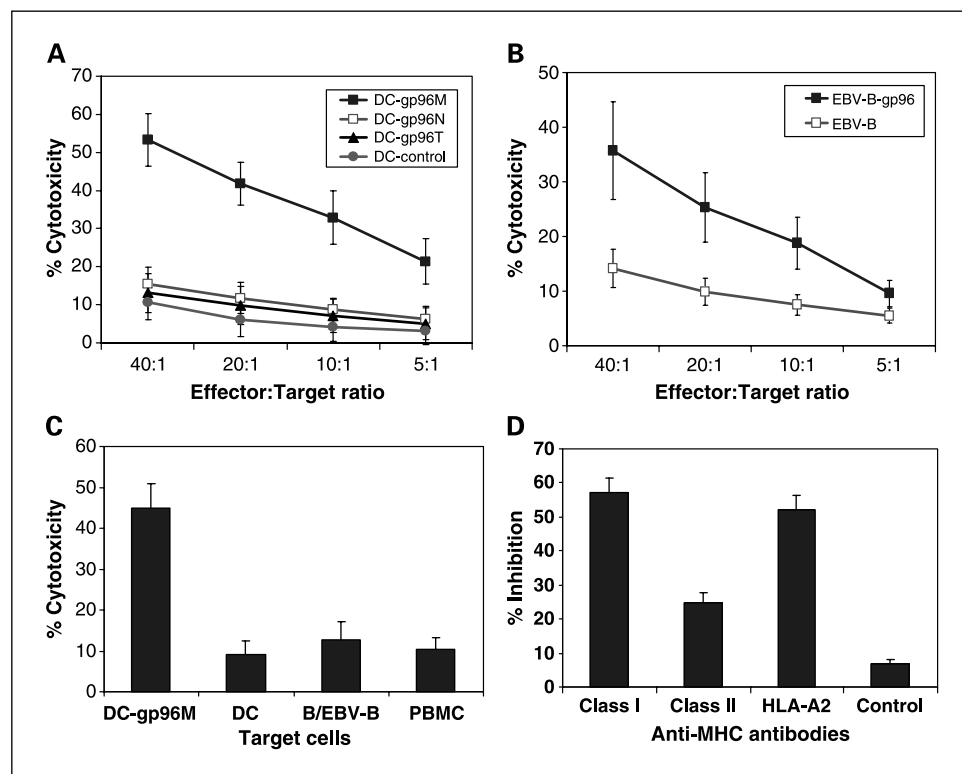 A
70
60
50
40
30
20
10
0
% Cytotoxicity
DC-gp96M
DC-gp96N
DC-gp96T
DC-control
40:1 20:1 10:1 5:1
Effector:Target ratio
B
50
40
30
20
10
0
% Cytotoxicity
EBV-B-gp96
EBV-B
40:1 20:1 10:1 5:1
Effector:Target ratio
C
60
50
40
30
20
10
0
% Cytotoxicity
DC-gp96M DC B/EBV-B PBMC
Target cells
D
70
60
50
40
30
20
10
0
% Inhibition
Class I Class II HLA-A2 Control
Anti-MHC antibodies